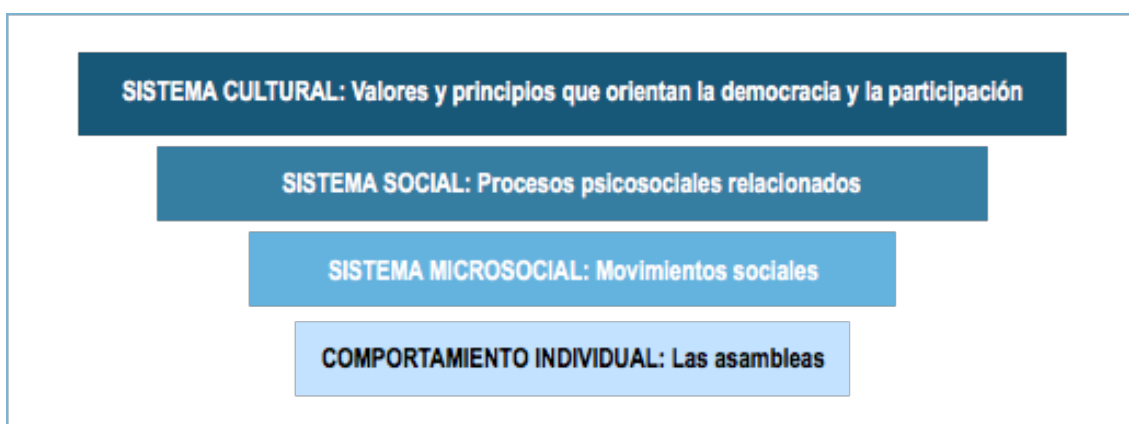 SISTEMA CULTURAL: Valores y principios que orientan la democracia y la participación
SISTEMA SOCIAL: Procesos psicosociales relacionados
SISTEMA MICROSOCIAL: Movimientos sociales
COMPORTAMIENTO INDIVIDUAL: Las asambleas